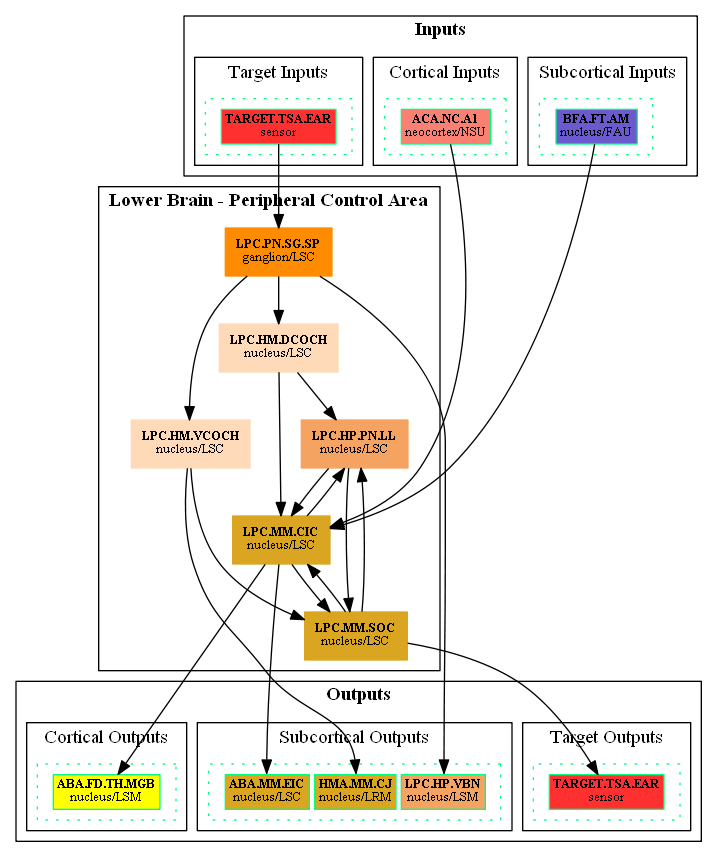 Inputs
Target Inputs
Cortical Inputs
Subcortical Inputs
TARGET.TSA.EAR
sensor
ACA.NC.A1
neocortex/NSU
BFA.FT.AM
nucleus/FAU
Lower Brain - Peripheral Control Area
LPC.PN.SG.SP
ganglion/LSC
LPC.HM.DCOCH
nucleus/LSC
LPC.HM.VCOCH
nucleus/LSC
LPC.HP.PN.LL
nucleus/LSC
LPC.MM.CIC
nucleus/LSC
LPC.MM.SOC
nucleus/LSC
Outputs
Cortical Outputs
Subcortical Outputs
Target Outputs
ABA.FD.TH.MGB
nucleus/LSM
ABA.MM.EIC
nucleus/LSC
HMA.MM.CJ
nucleus/LRM
LPC.HP.VBN
nucleus/LSM
TARGET.TSA.EAR
sensor